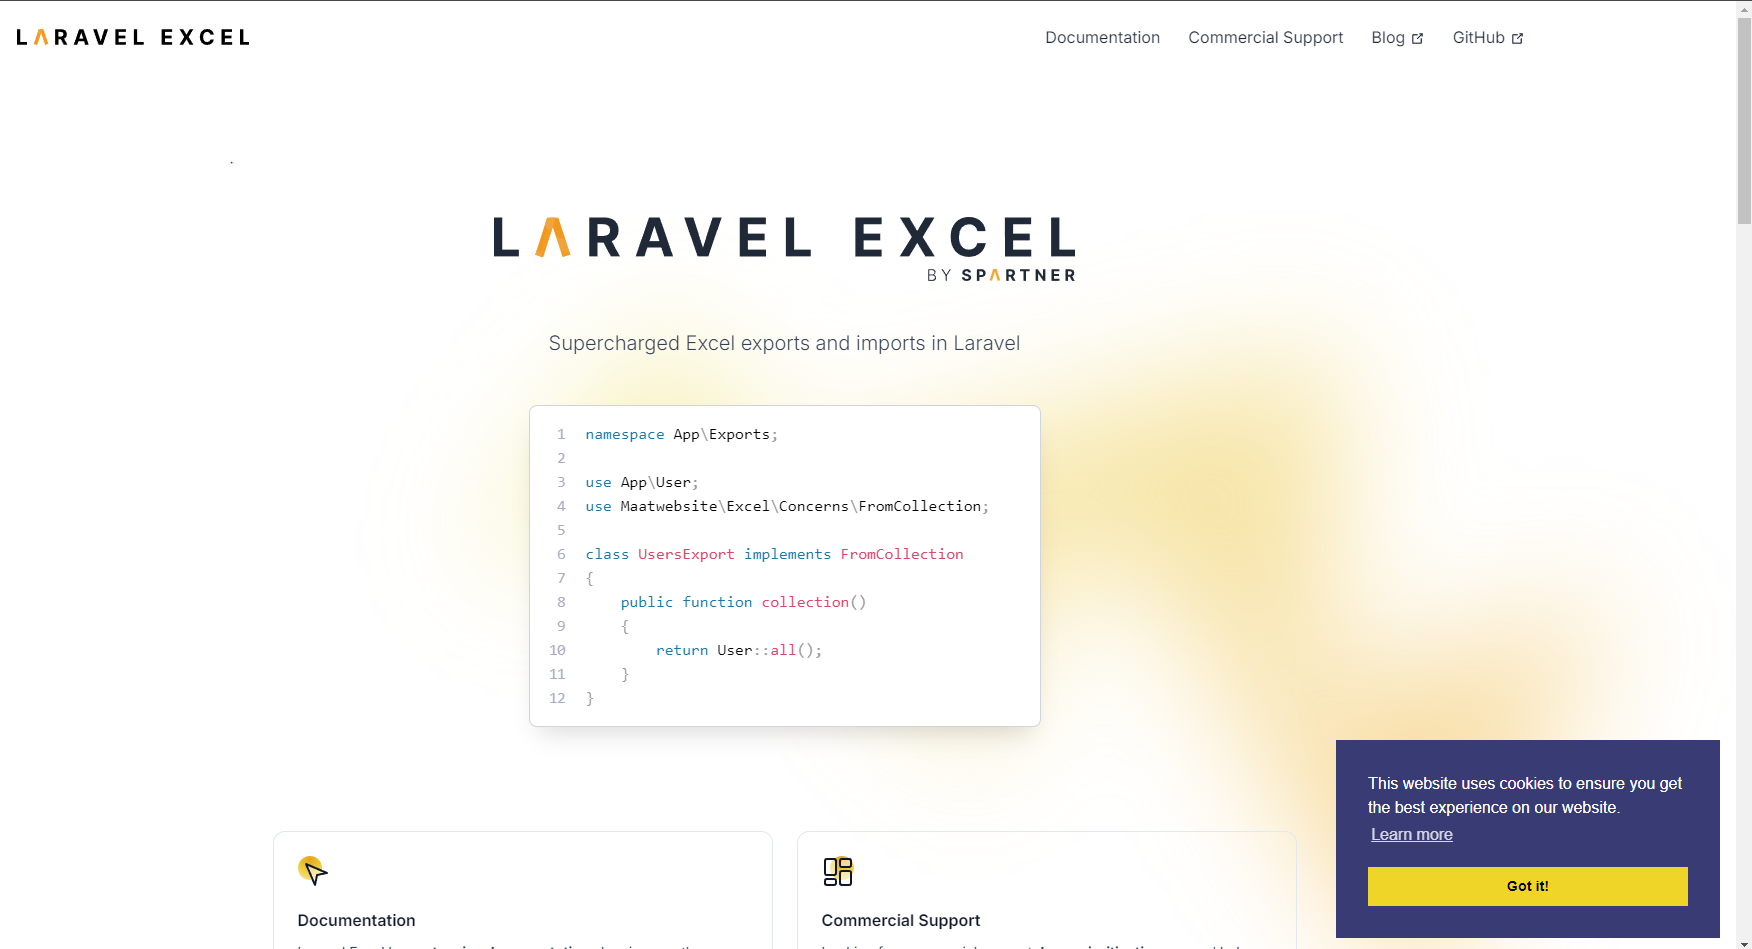 LARAVEL EXCEL
Documentation Commercial Support Blog GitHub
LARAVEL EXCEL
BY SPARTNER
Supercharged Excel exports and imports in Laravel
1 namespace App\Exports;
2
3 use App\User;
4 use Maatwebsite\Excel\Concerns\FromCollection;
5
6 class UsersExport implements FromCollection
7 {
8     public function collection()
9     {
10         return User::all();
11     }
12 }
This website uses cookies to ensure you get
the best experience on our website.
Learn more
Got it!
Documentation
Commercial Support